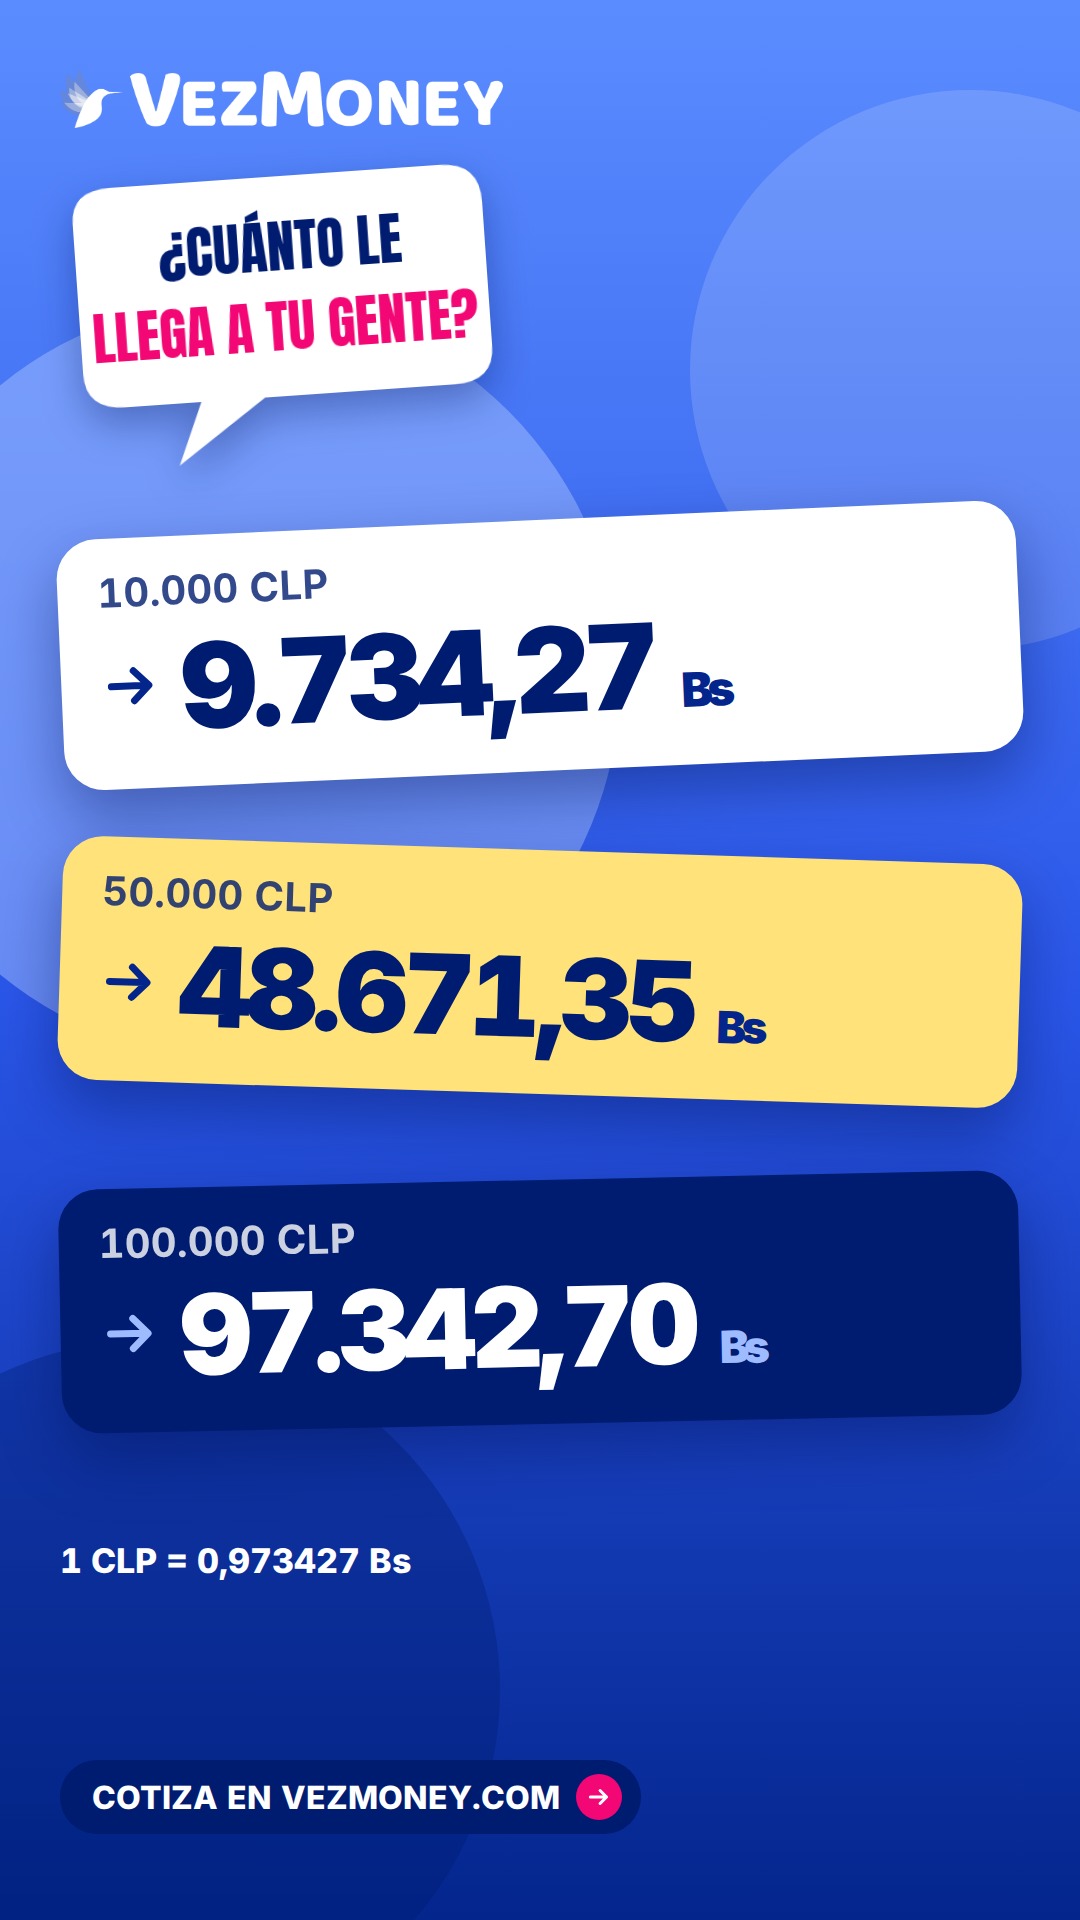 VEZMONEY
¿CUÁNTO LE
LLEGA A TU GENTE?
10.000 CLP
→ 9.734,27 Bs
50.000 CLP
→ 48.671,35 Bs
100.000 CLP
→ 97.342,70 Bs
1 CLP = 0,973427 Bs
COTIZA EN VEZMONEY.COM →